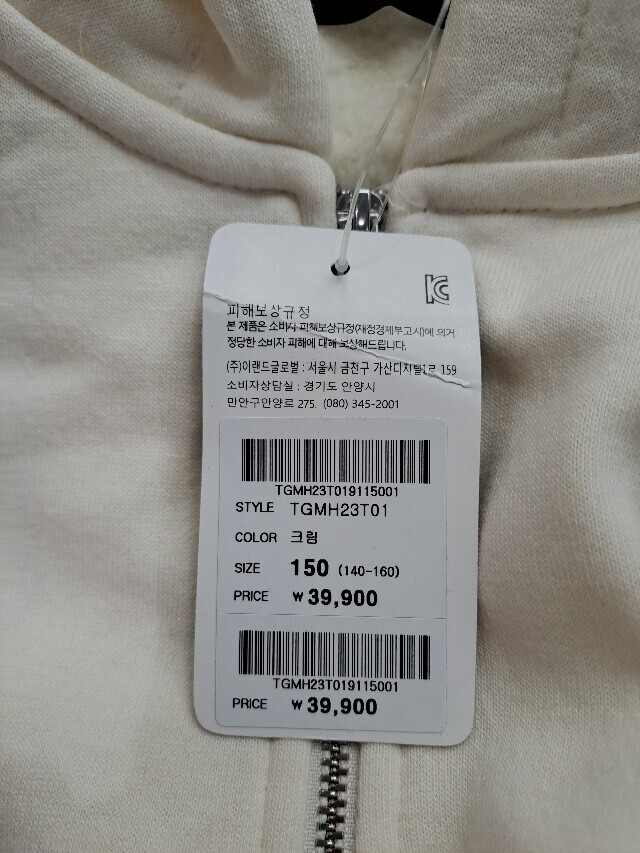 KC
피해보상규정
본 제품은 소비자 피해보상규정(재정경제부고시)에 의거
정당한 소비자 피해에 대해 보상해드립니다.
(주)이랜드글로벌 : 서울시 금천구 가산디지털1로 159
소비자상담실 : 경기도 안양시
만안구안양로 275. (080) 345-2001
TGMH23T019115001
STYLE TGMH23T01
COLOR 크림
SIZE 150 (140-160)
PRICE ₩ 39,900
TGMH23T019115001
PRICE ₩ 39,900